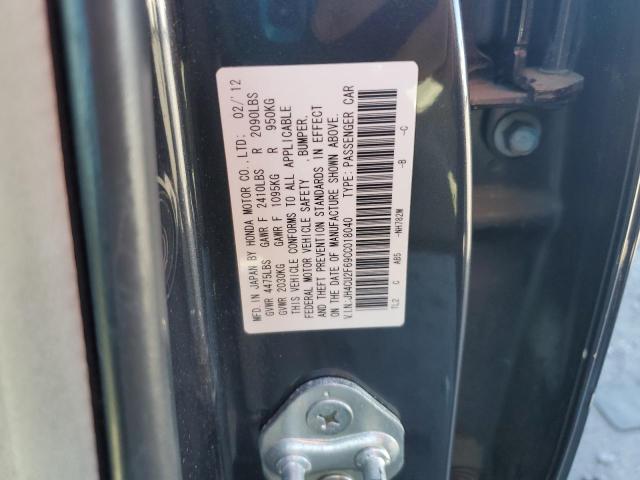 MFD. IN JAPAN BY HONDA MOTOR CO., LTD: 02/'12
GVWR 4475LBS GAWR F 2410LBS R 2090LBS
GVWR 2030KG GAWR F 1095KG R 950KG
THIS VEHICLE CONFORMS TO ALL APPLICABLE
FEDERAL MOTOR VEHICLE SAFETY , BUMPER,
AND THEFT PREVENTION STANDARDS IN EFFECT
ON THE DATE OF MANUFACTURE SHOWN ABOVE.
V.I.N.:JH4CU2F69CC018040 TYPE: PASSENGER CAR
TL2 C AB5 -NH782M -B -C